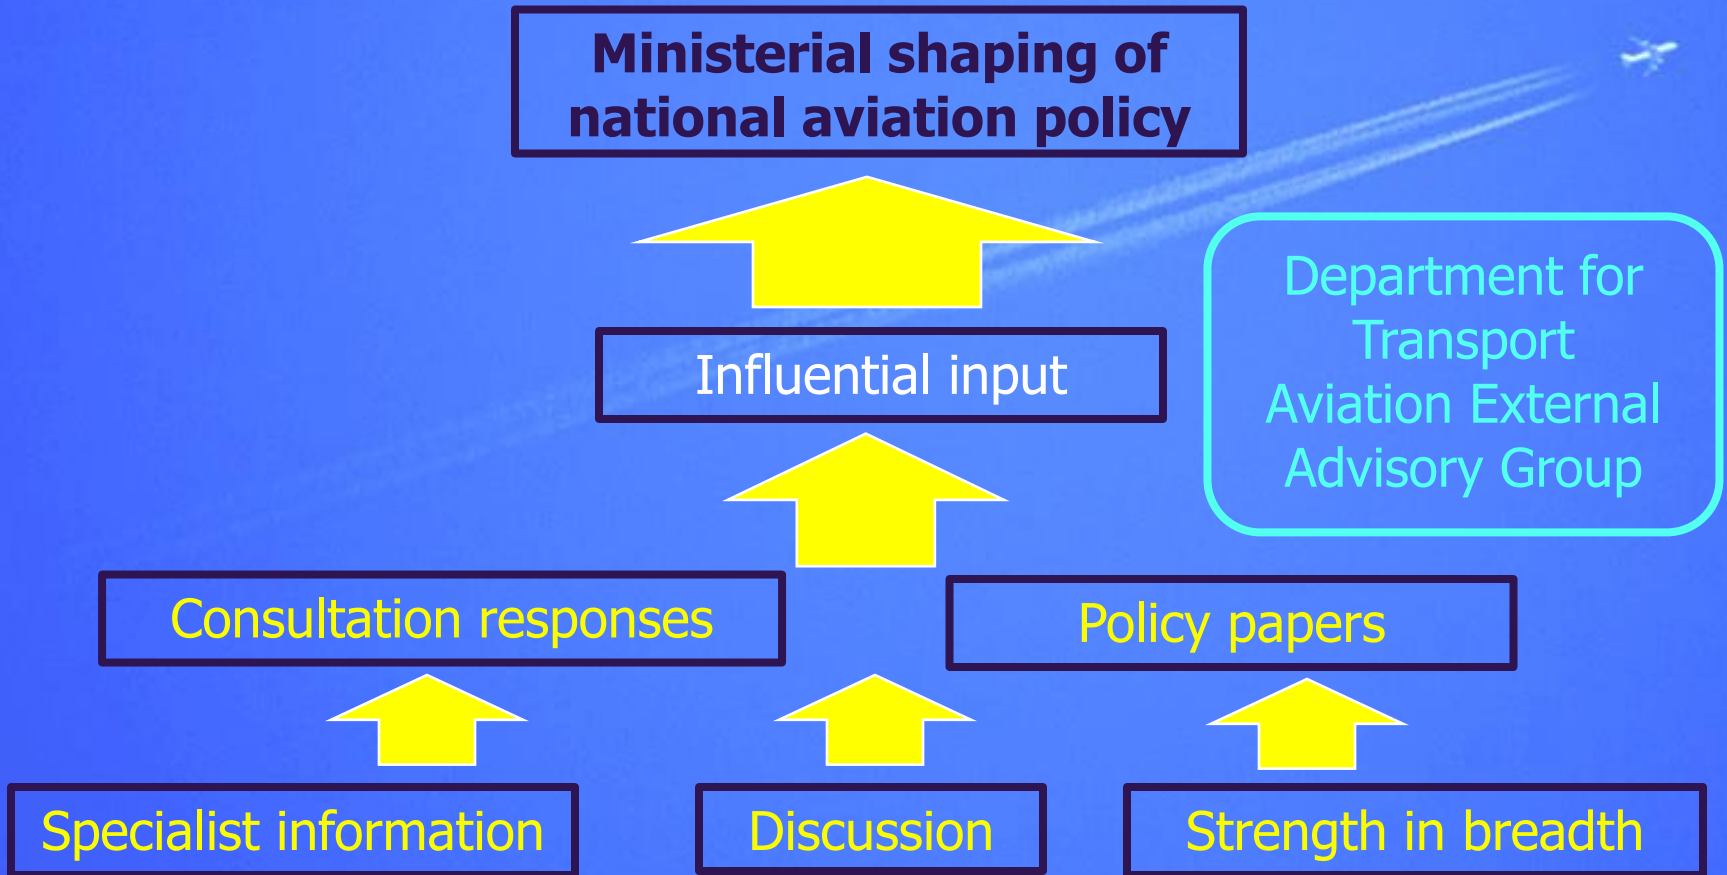 Ministerial shaping of
national aviation policy
Department for
Transport
Aviation External
Advisory Group
Influential input
Consultation responses
Policy papers
Specialist information
Discussion
Strength in breadth